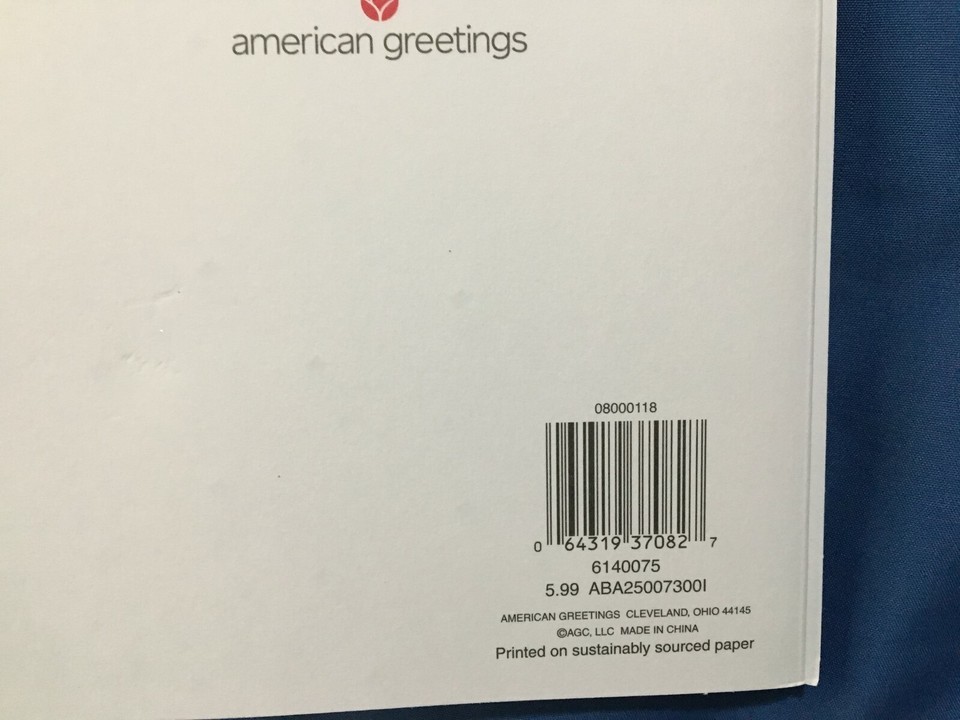 american greetings
08000118
0 64319 37082 7
6140075
5.99 ABA25007300I
AMERICAN GREETINGS CLEVELAND, OHIO 44145
©AGC, LLC MADE IN CHINA
Printed on sustainably sourced paper